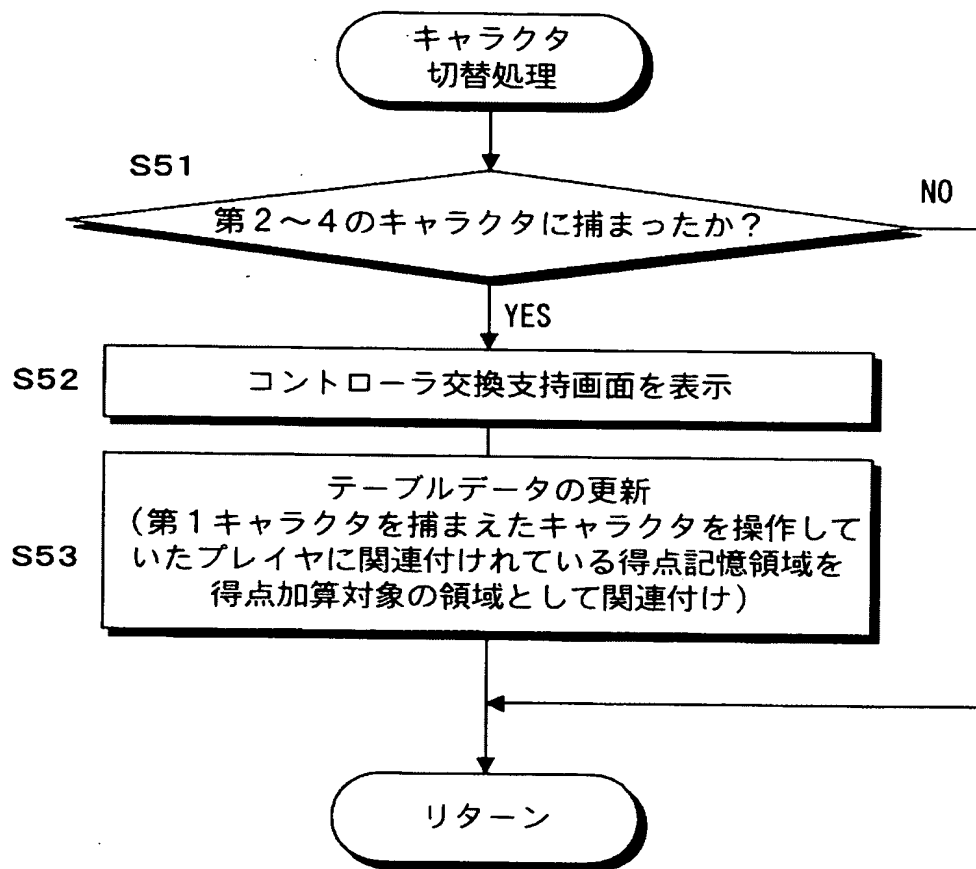 キャラクタ
切替処理
S51
第２～４のキャラクタに捕まったか？
NO
YES
S52
コントローラ交換支持画面を表示
S53
テーブルデータの更新
（第１キャラクタを捕まえたキャラクタを操作して
いたプレイヤに関連付けれている得点記憶領域を
得点加算対象の領域として関連付け）
リターン